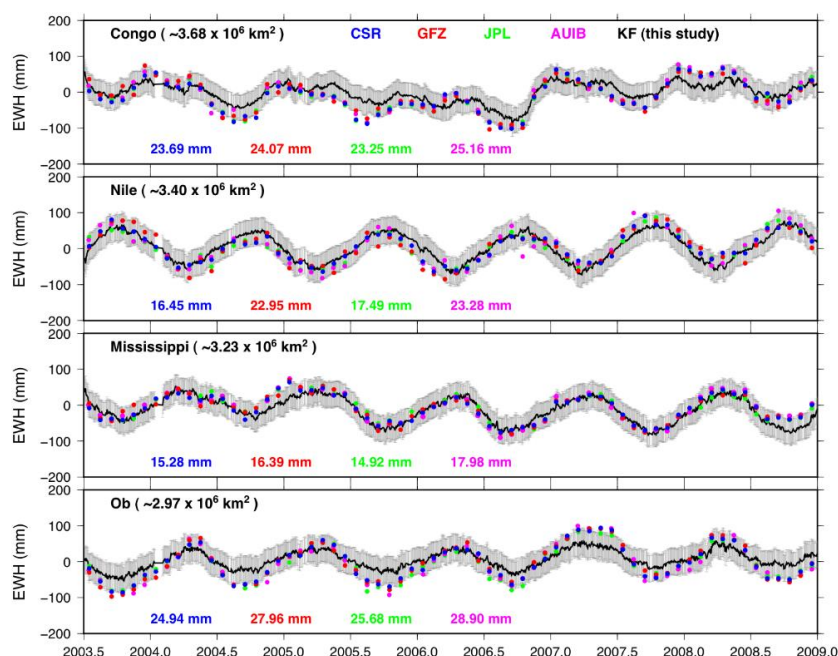 Congo ( ~3.68 x 10⁶ km² ) CSR GFZ JPL AUIB KF (this study)
200
100
0
−100
−200
EWH (mm)
23.69 mm 24.07 mm 23.25 mm 25.16 mm
Nile ( ~3.40 x 10⁶ km² )
200
100
0
−100
−200
EWH (mm)
16.45 mm 22.95 mm 17.49 mm 23.28 mm
Mississippi ( ~3.23 x 10⁶ km² )
200
100
0
−100
−200
EWH (mm)
15.28 mm 16.39 mm 14.92 mm 17.98 mm
Ob ( ~2.97 x 10⁶ km² )
200
100
0
−100
−200
EWH (mm)
24.94 mm 27.96 mm 25.68 mm 28.90 mm
2003.5 2004.0 2004.5 2005.0 2005.5 2006.0 2006.5 2007.0 2007.5 2008.0 2008.5 2009.0